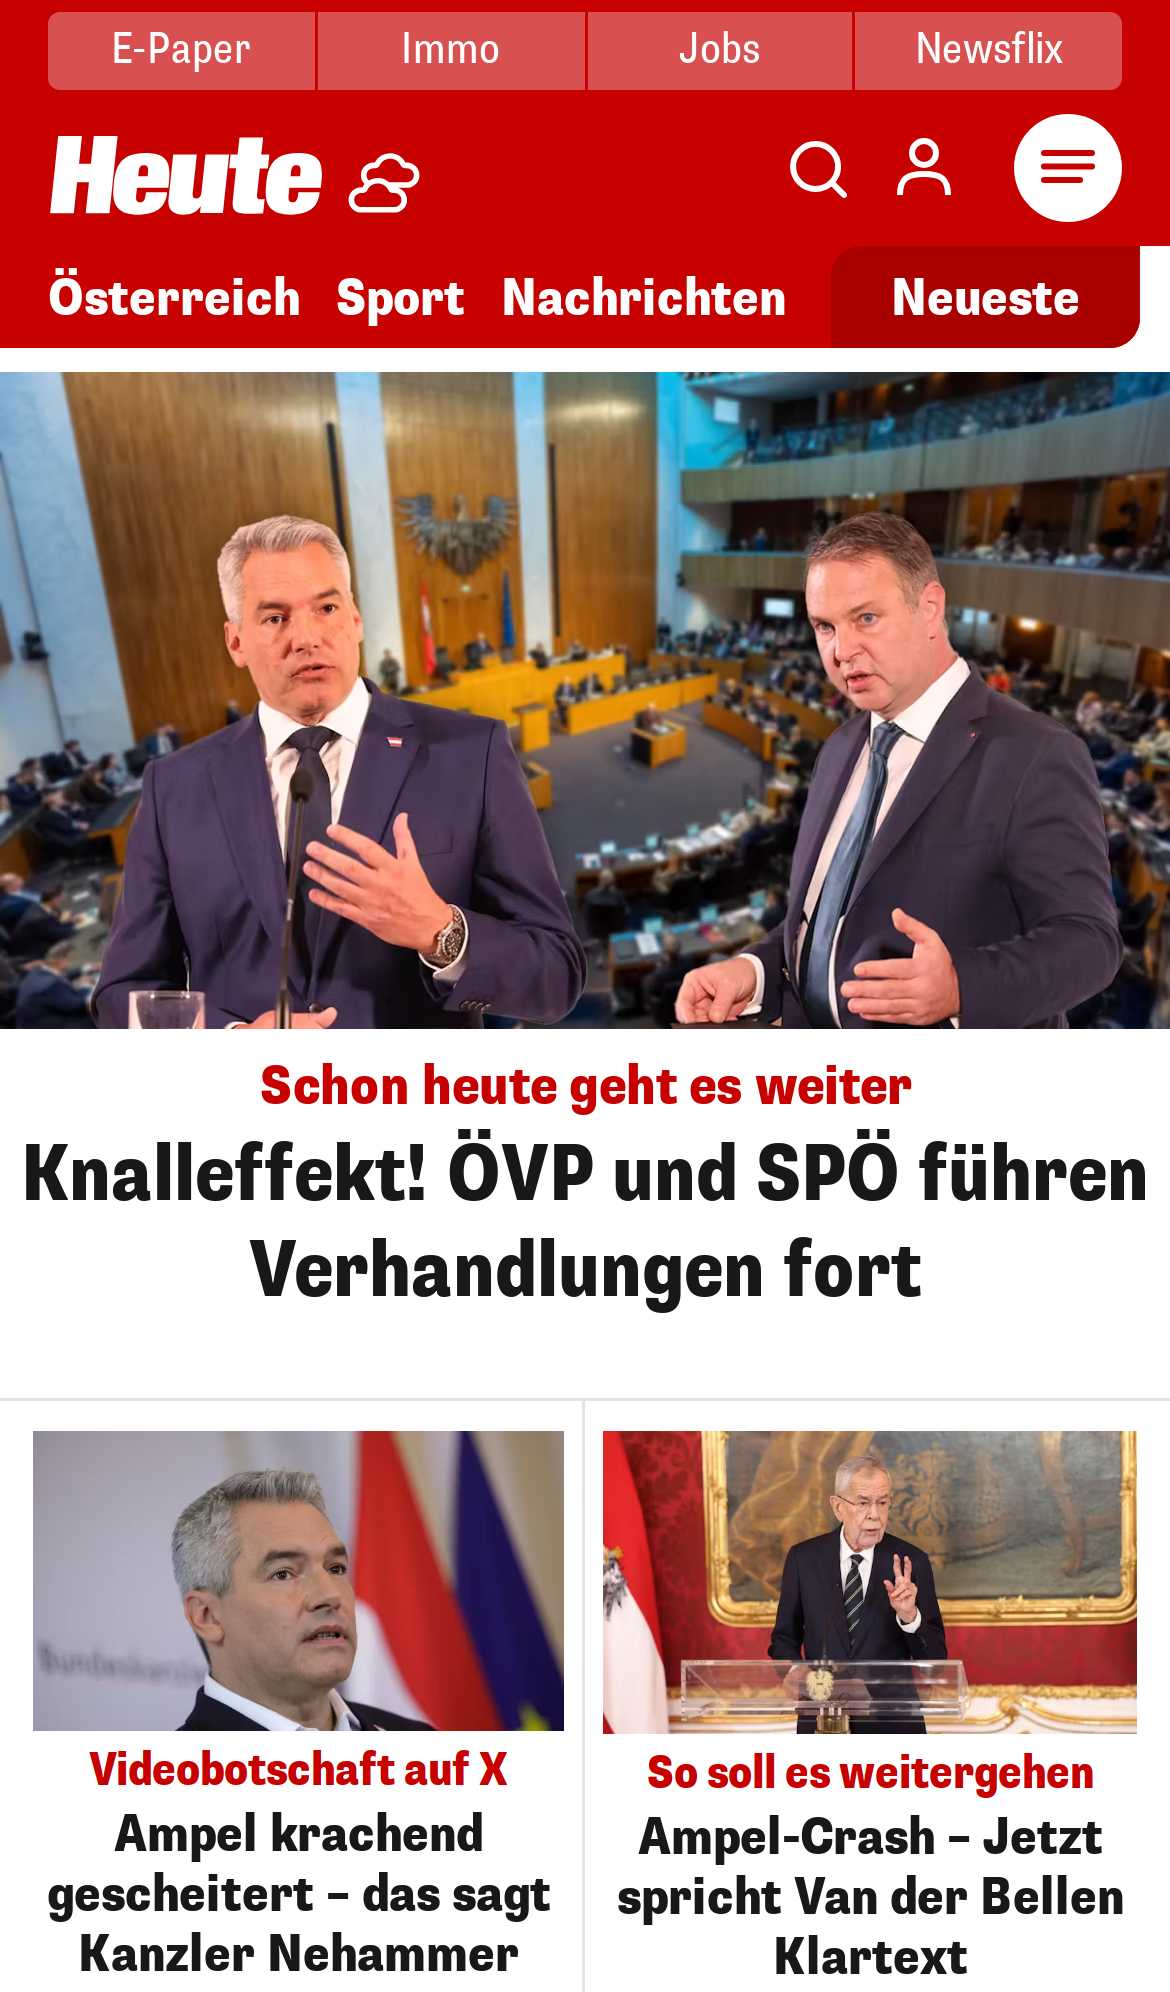 E-Paper
Immo
Jobs
Newsflix
Heute
Österreich
Sport
Nachrichten
Neueste
Schon heute geht es weiter
Knalleffekt! ÖVP und SPÖ führen
Verhandlungen fort
Videobotschaft auf X
Ampel krachend
gescheitert – das sagt
Kanzler Nehammer
So soll es weitergehen
Ampel-Crash – Jetzt
spricht Van der Bellen
Klartext